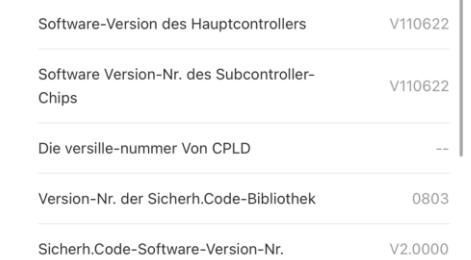 Software-Version des Hauptcontrollers V110622
Software Version-Nr. des Subcontroller-
Chips V110622
Die versille-nummer Von CPLD --
Version-Nr. der Sicherh.Code-Bibliothek 0803
Sicherh.Code-Software-Version-Nr. V2.0000